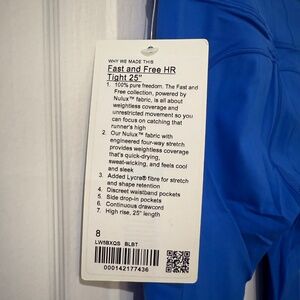 WHY WE MADE THIS
Fast and Free HR
Tight 25"
1. 100% pure freedom. The Fast and
Free collection, powered by
Nulux™ fabric, is all about
weightless coverage and
unrestricted movement so you
can focus on catching that
runner's high
2. Our Nulux™ fabric with
engineered four-way stretch
provides weightless coverage
that's quick-drying,
sweat-wicking, and feels cool
and sleek
3. Added Lycra® fibre for stretch
and shape retention
4. Discreet waistband pockets
5. Side drop-in pockets
6. Continuous drawcord
7. High rise, 25" length
8
LW5BXQS BLBT
000142177436